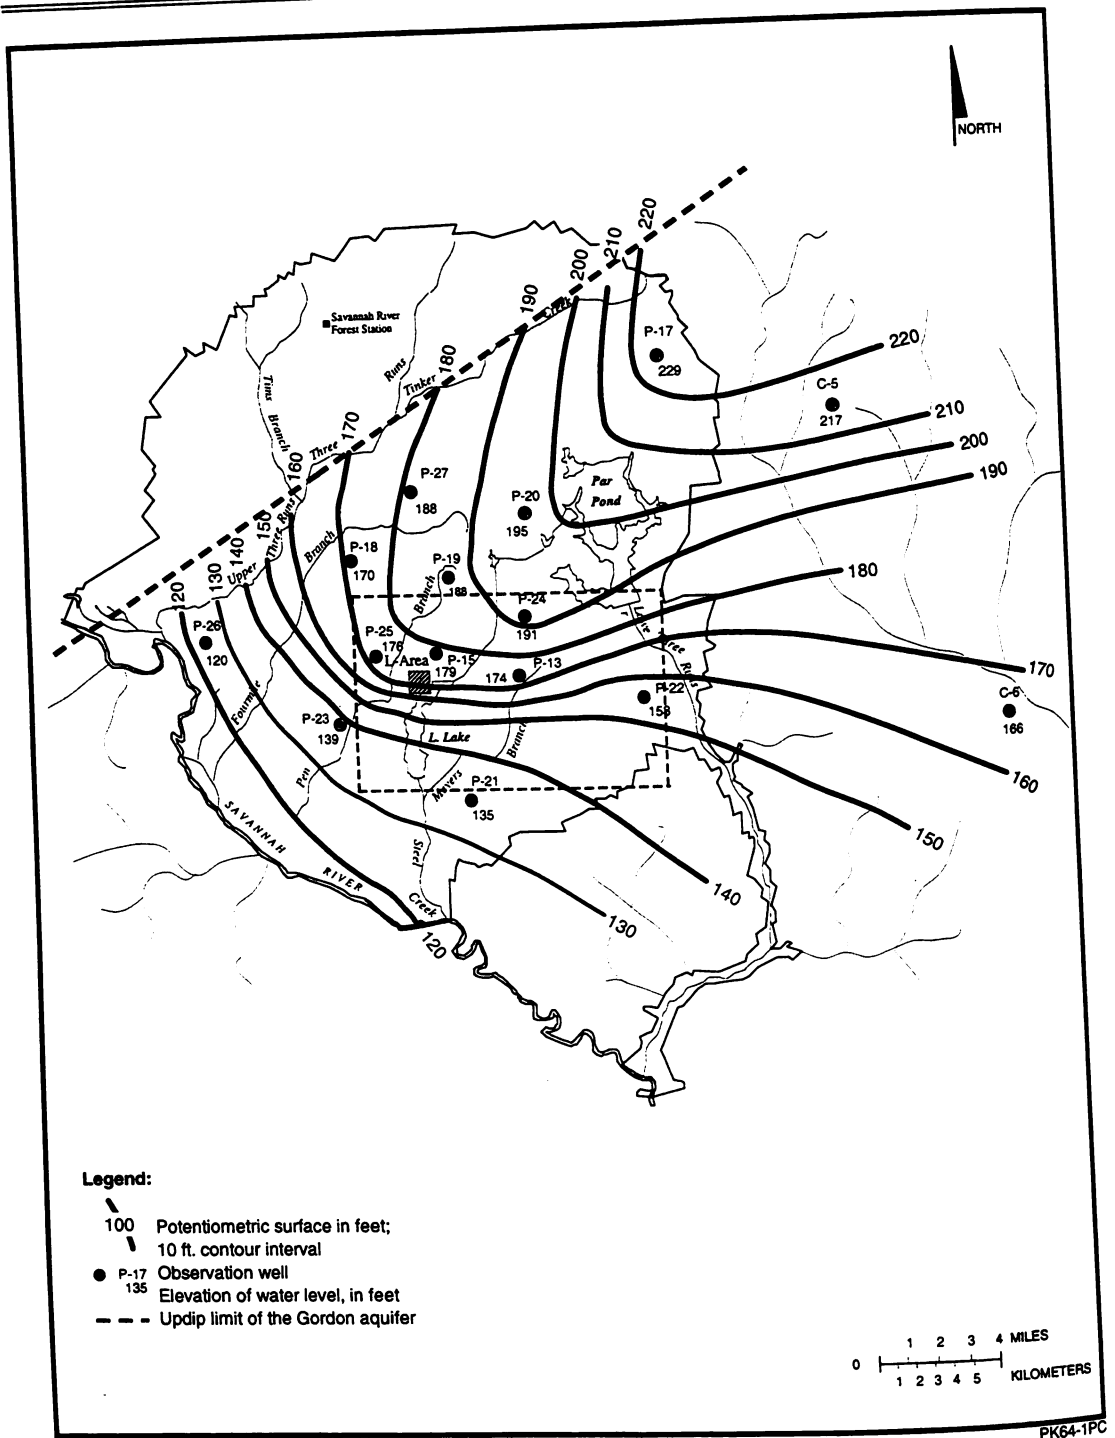 NORTH
220
210
200
190
180
170
160
150
140
130
120
Savannah River
Forest Station
Tims Branch
Runs
Tinker
Creek
Three
Three Runs
Upper
P-17
229
220
C-5
217
210
200
190
P-27
188
P-20
195
Par
Pond
Branch
P-18
170
P-19
188
Branch
P-24
191
180
P-26
120
P-25
176
L-Area
P-15
179
P-13
174
P-22
158
Runs
170
C-6
166
Fourmile
P-23
139
L. Lake
Branch
Pen
Meyers
P-21
135
160
150
140
130
120
SAVANNAH
RIVER
Steel
Creek
Legend:
100 Potentiometric surface in feet;
10 ft. contour interval
P-17 Observation well
135 Elevation of water level, in feet
Updip limit of the Gordon aquifer
1 2 3 4 MILES
0
1 2 3 4 5 KILOMETERS
PK64-1PC